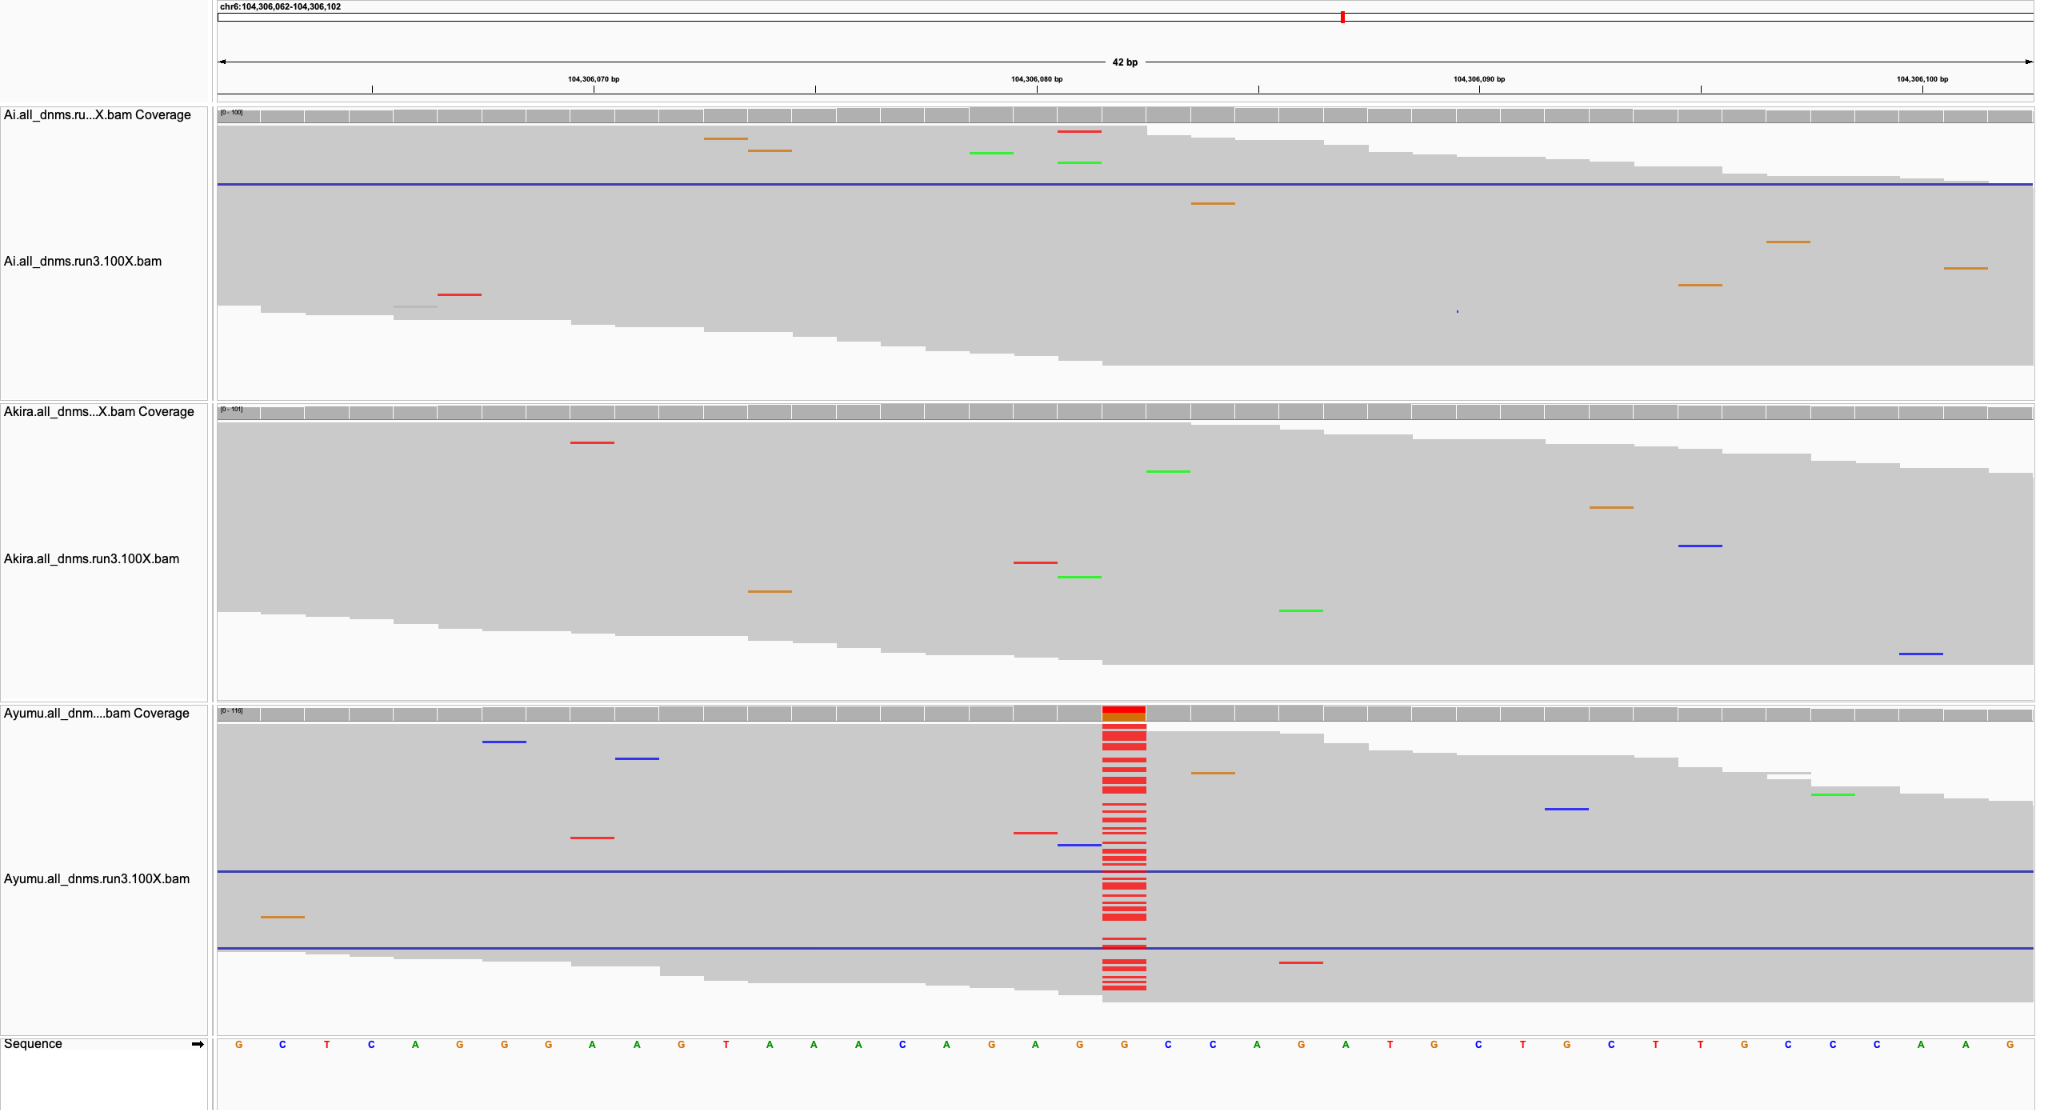 chr6:104,306,062-104,306,102
42 bp
104,306,070 bp 104,306,080 bp 104,306,090 bp 104,306,100 bp
Ai.all_dnms.ru...X.bam Coverage [0 - 100]
Ai.all_dnms.run3.100X.bam
Akira.all_dnms...X.bam Coverage [0 - 101]
Akira.all_dnms.run3.100X.bam
Ayumu.all_dnm....bam Coverage [0 - 116]
Ayumu.all_dnms.run3.100X.bam
Sequence G C T C A G G G A A G T A A A C A G A G G C C A G A T G C T G C T T G C C C A A G